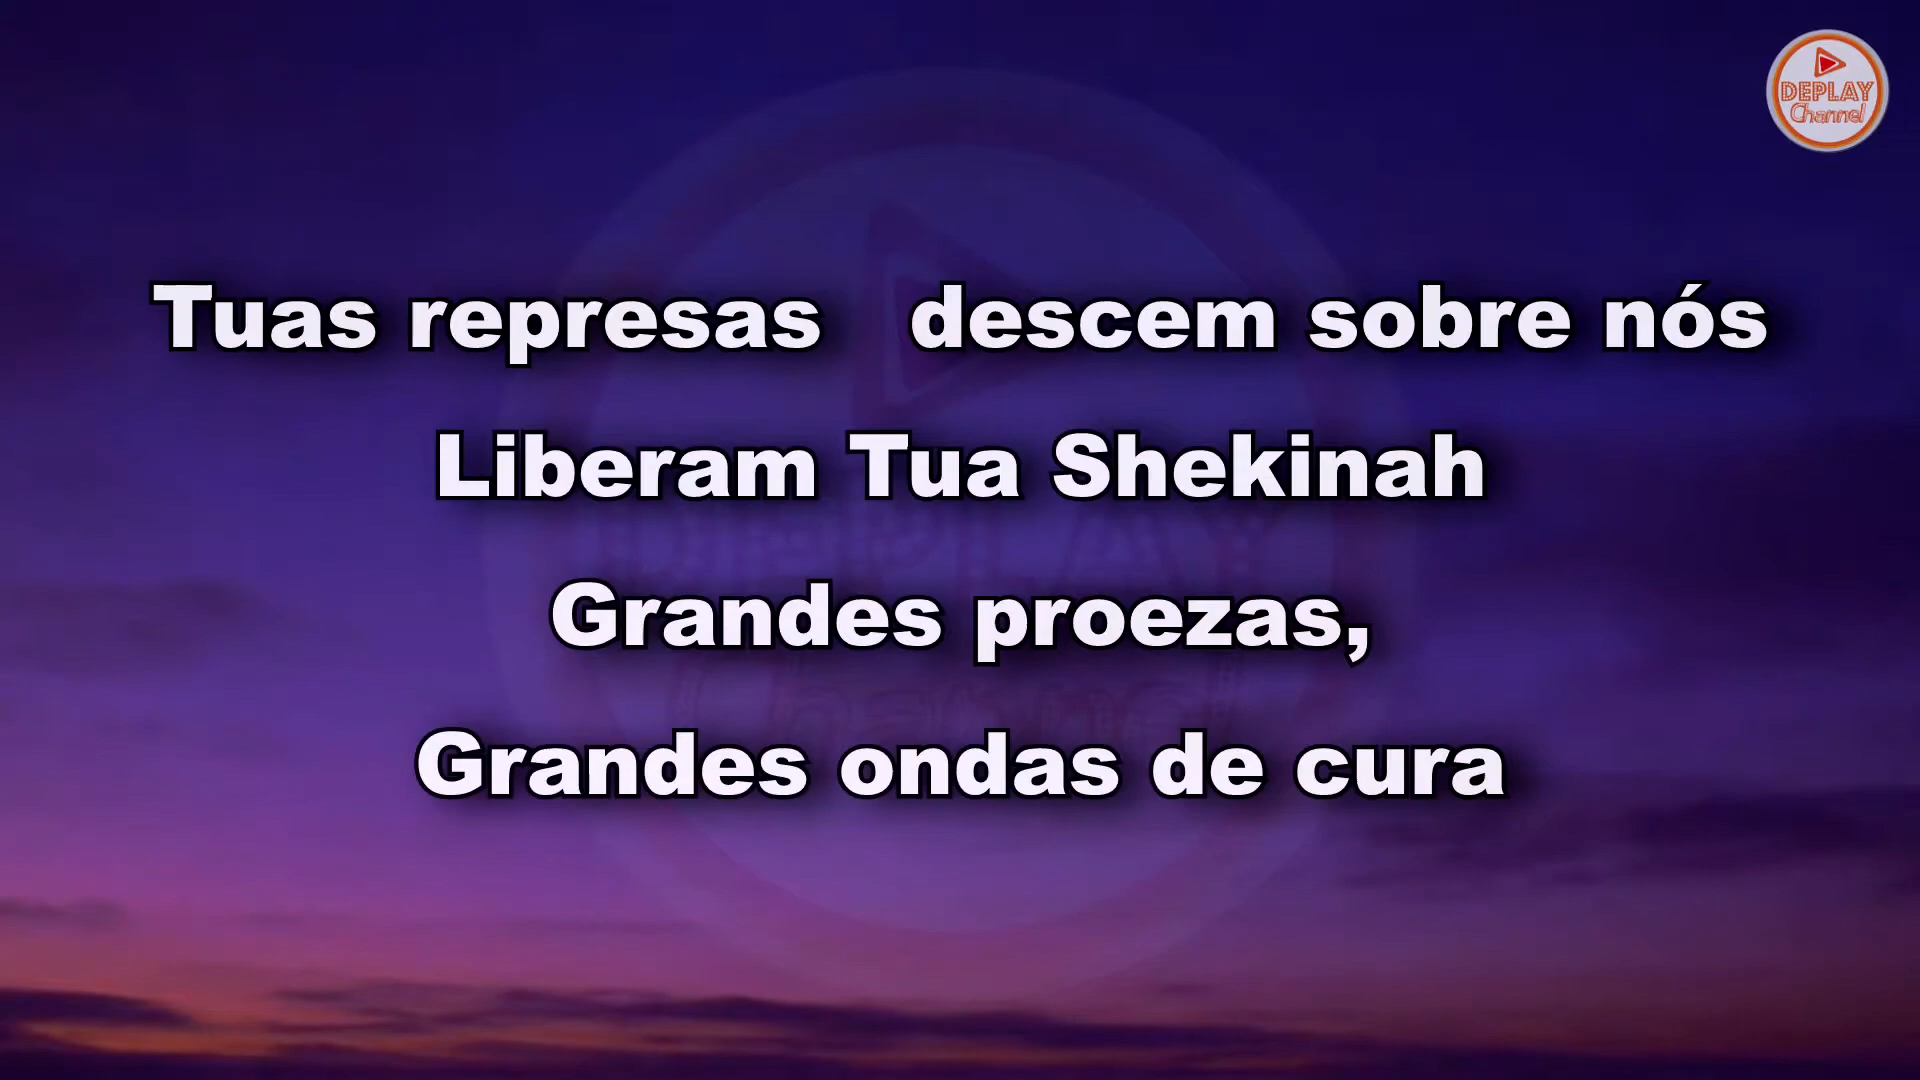 DEPLAY
Channel
Tuas represas descem sobre nós
Liberam Tua Shekinah
Grandes proezas,
Grandes ondas de cura